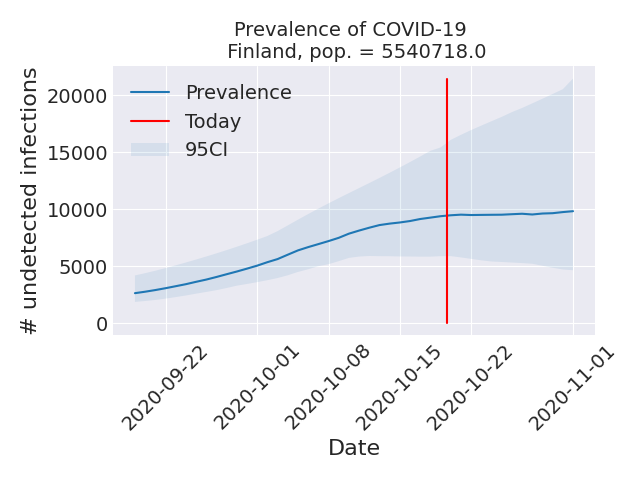 Prevalence of COVID-19
Finland, pop. = 5540718.0
# undetected infections
20000
15000
10000
5000
0
Prevalence
Today
95CI
2020-09-22
2020-10-01
2020-10-08
2020-10-15
2020-10-22
2020-11-01
Date